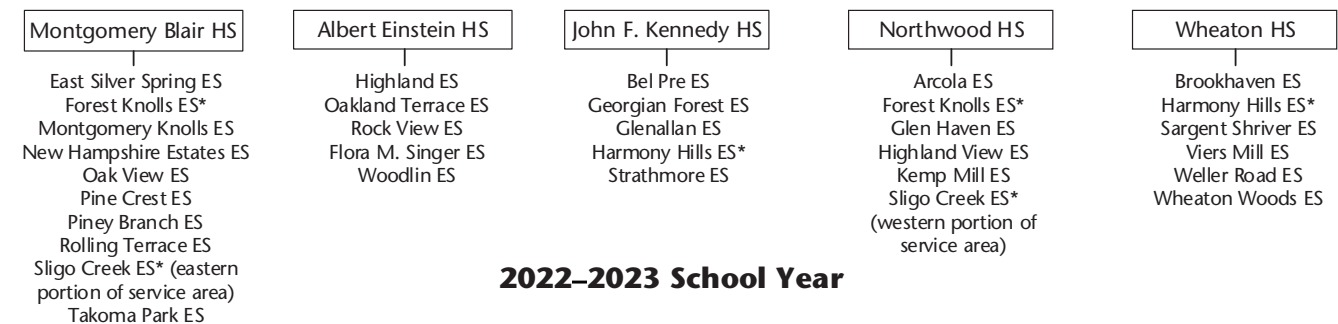 Montgomery Blair HS
East Silver Spring ES
Forest Knolls ES*
Montgomery Knolls ES
New Hampshire Estates ES
Oak View ES
Pine Crest ES
Piney Branch ES
Rolling Terrace ES
Sligo Creek ES* (eastern
portion of service area)
Takoma Park ES
Albert Einstein HS
Highland ES
Oakland Terrace ES
Rock View ES
Flora M. Singer ES
Woodlin ES
John F. Kennedy HS
Bel Pre ES
Georgian Forest ES
Glenallan ES
Harmony Hills ES*
Strathmore ES
Northwood HS
Arcola ES
Forest Knolls ES*
Glen Haven ES
Highland View ES
Kemp Mill ES
Sligo Creek ES*
(western portion of
service area)
Wheaton HS
Brookhaven ES
Harmony Hills ES*
Sargent Shriver ES
Viers Mill ES
Weller Road ES
Wheaton Woods ES
2022–2023 School Year